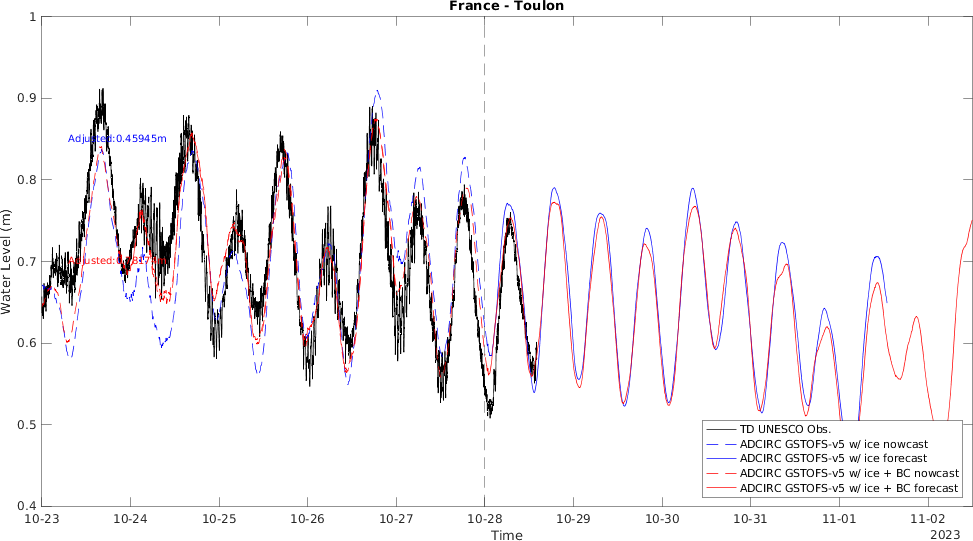 France - Toulon
1
0.9
0.8
0.7
0.6
0.5
0.4
Water Level (m)
Adjusted:0.45945m
10-23
10-24
10-25
10-26
10-27
10-28
10-29
10-30
10-31
11-01
11-02
Time
2023
TD UNESCO Obs.
ADCIRC GSTOFS-v5 w/ ice nowcast
ADCIRC GSTOFS-v5 w/ ice forecast
ADCIRC GSTOFS-v5 w/ ice + BC nowcast
ADCIRC GSTOFS-v5 w/ ice + BC forecast